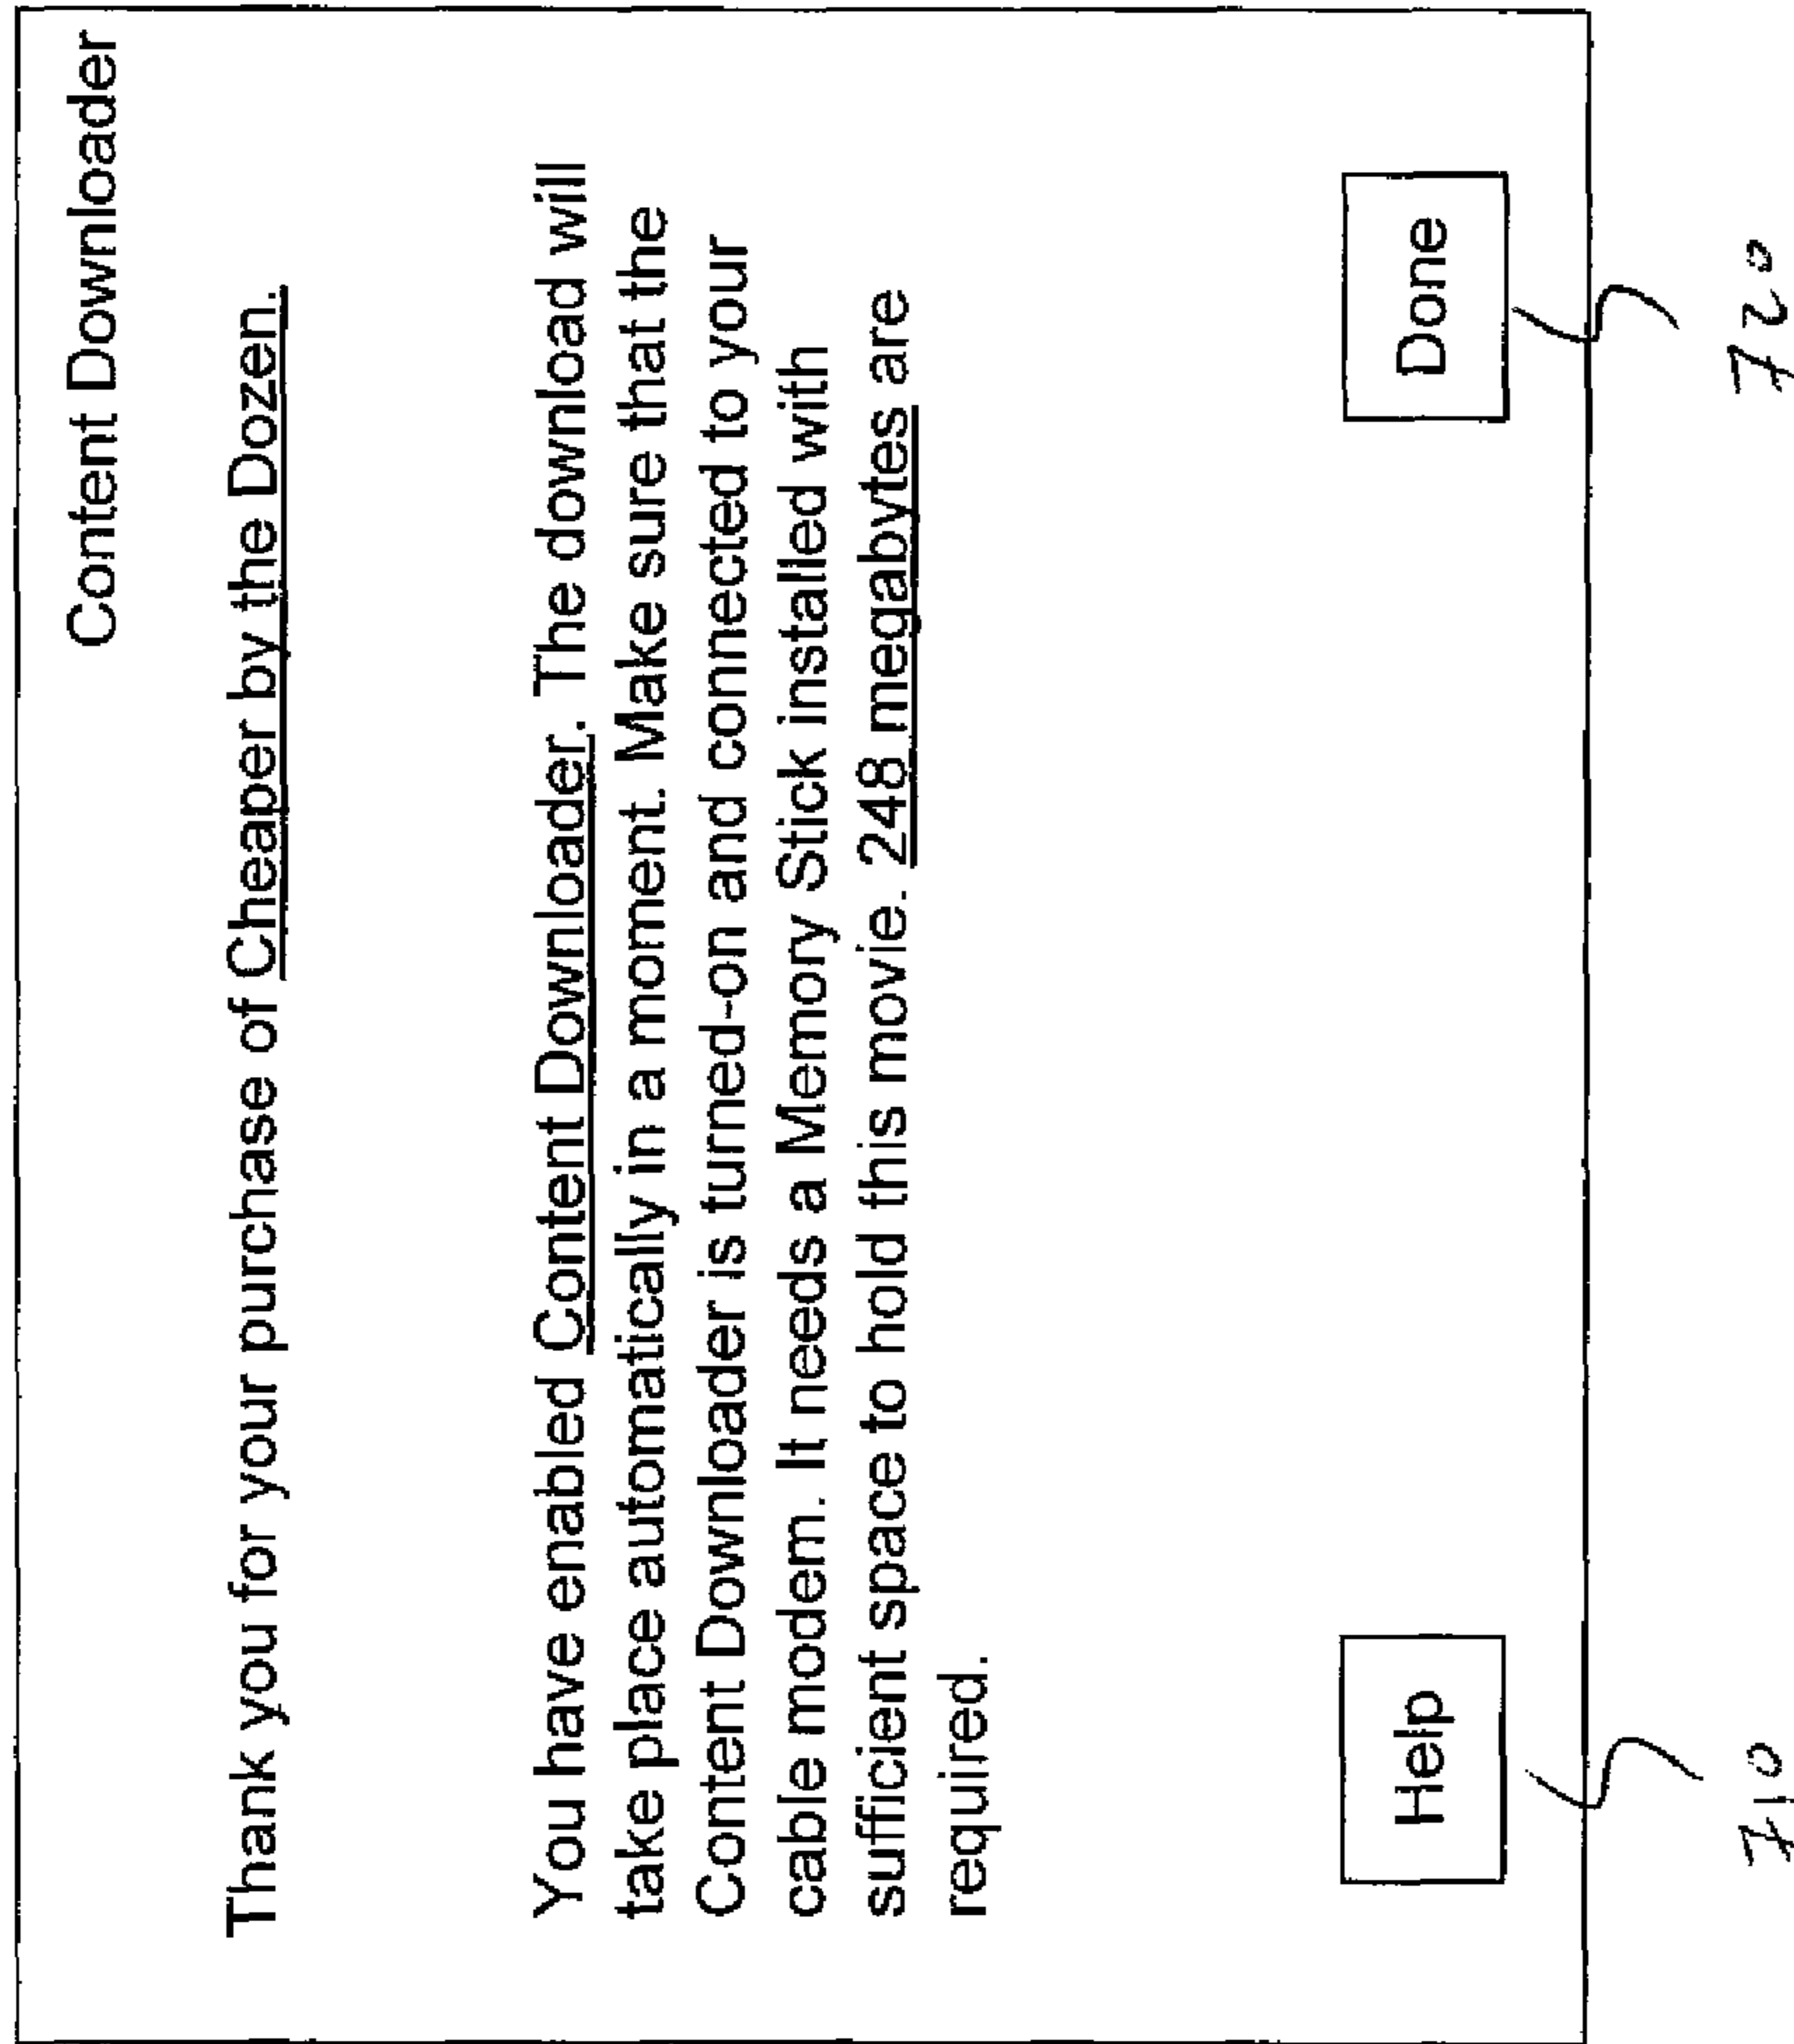 Content Downloader
Thank you for your purchase of Cheaper by the Dozen.
You have enabled Content Downloader. The download will
take place automatically in a moment. Make sure that the
Content Downloader is turned-on and connected to your
cable modem. It needs a Memory Stick installed with
sufficient space to hold this movie. 248 megabytes are
required.
Help
Done
710
720